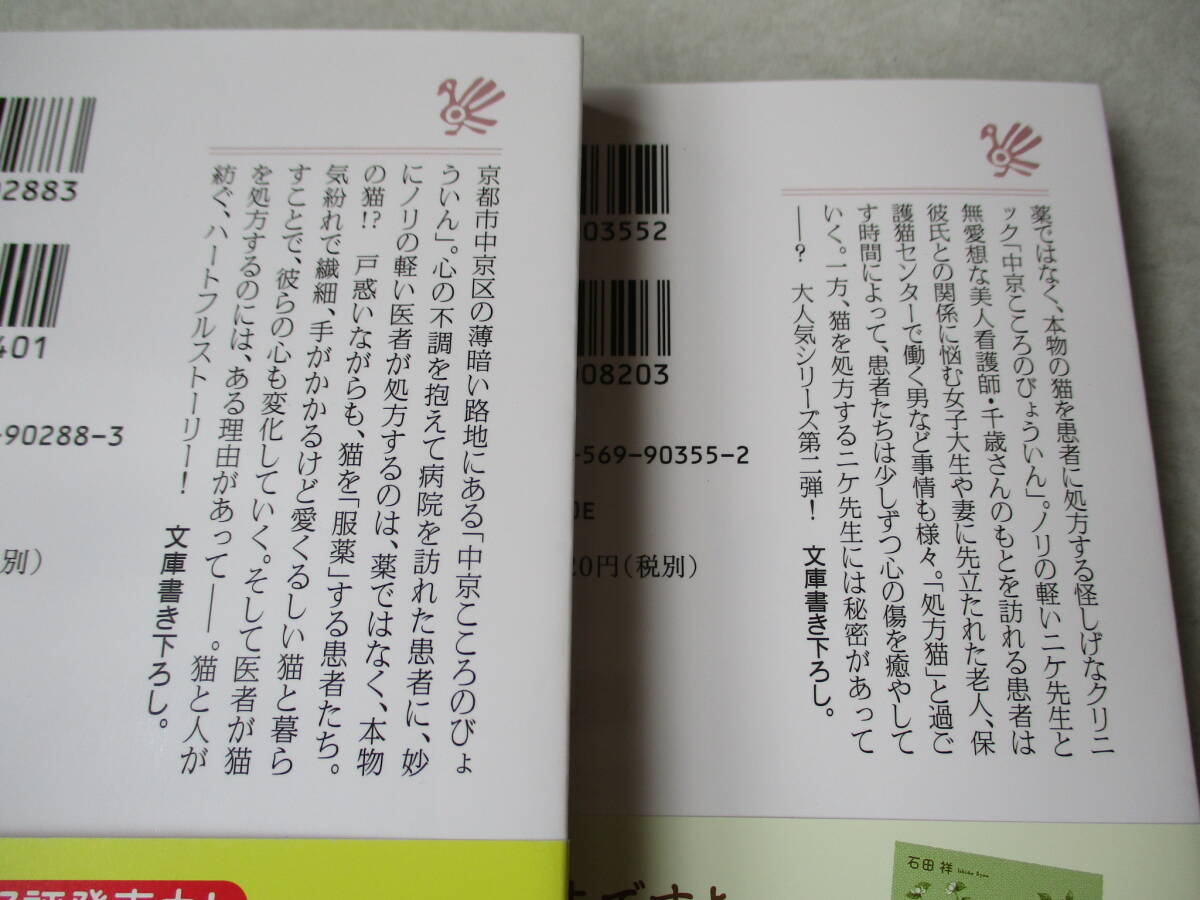 京都市中京区の薄暗い路地にある「中京こころのびょ
ういん」。心の不調を抱えて病院を訪れた患者に、妙
にノリの軽い医者が処方するのは、薬ではなく、本物
の猫!?　戸惑いながらも、猫を「服薬」する患者たち。
気紛れで繊細、手がかかるけど愛くるしい猫と暮ら
すことで、彼らの心も変化していく。そして医者が猫
を処方するのには、ある理由があって――。猫と人が
紡ぐ、ハートフルストーリー！
文庫書き下ろし。
02883
401
-90288-3
別）
薬ではなく、本物の猫を患者に処方する怪しげなクリニ
ック「中京こころのびょういん」。ノリの軽いニケ先生と
無愛想な美人看護師・千歳さんのもとを訪れる患者は
彼氏との関係に悩む女子大生や妻に先立たれた老人、保
護猫センターで働く男など事情も様々。「処方猫」と過ご
す時間によって、患者たちは少しずつ心の傷を癒やして
いく。一方、猫を処方するニケ先生には秘密があって
――？　大人気シリーズ第二弾！
文庫書き下ろし。
03552
008203
-569-90355-2
0E
20円（税別）
石田 祥